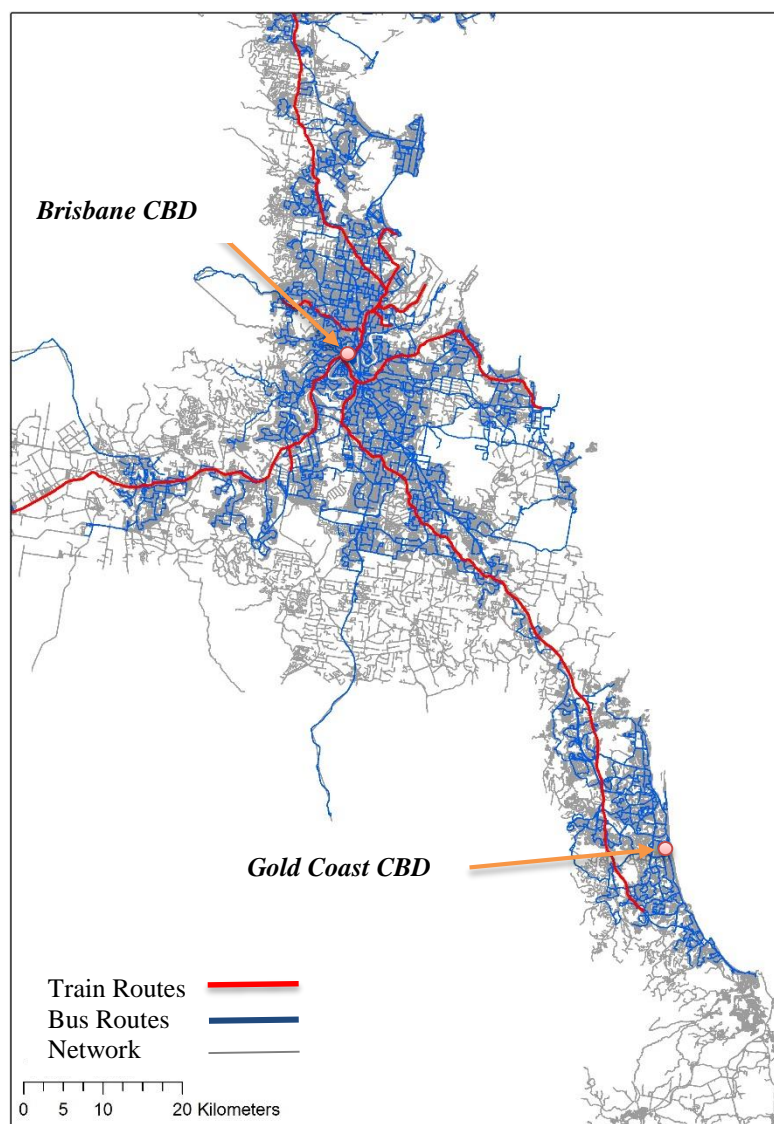 Brisbane CBD
Gold Coast CBD
Train Routes
Bus Routes
Network
0 5 10 20 Kilometers